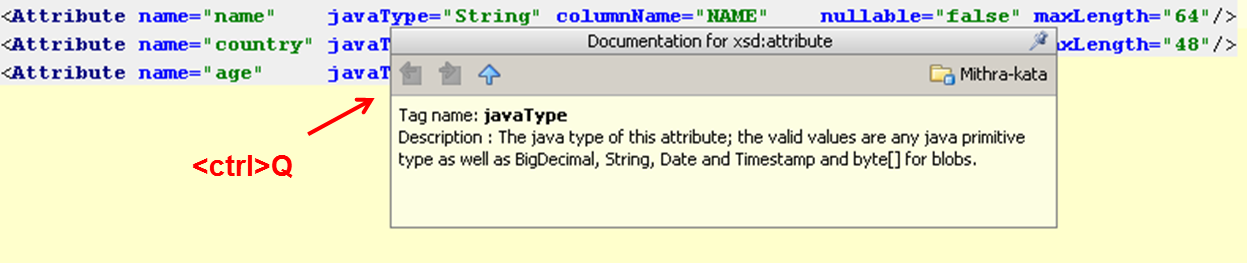 <Attribute name="name" javaType="String" columnName="NAME" nullable="false" maxLength="64"/>
<Attribute name="country" javaT xLength="48"/>
<Attribute name="age" javaT
Documentation for xsd:attribute
Mithra-kata
Tag name: javaType
Description : The java type of this attribute; the valid values are any java primitive
type as well as BigDecimal, String, Date and Timestamp and byte[] for blobs.
<ctrl>Q